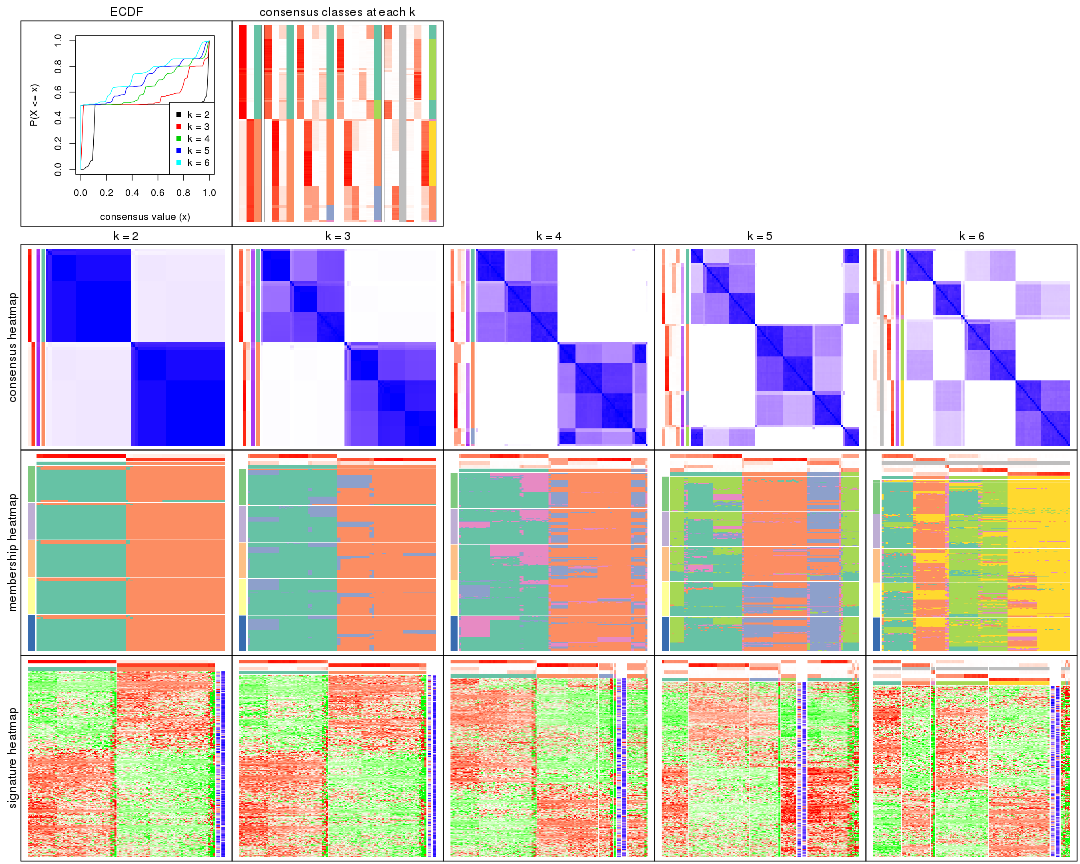 ECDF
consensus classes at each k
P(X <= x)
0.0 0.2 0.4 0.6 0.8 1.0
k = 2
k = 3
k = 4
k = 5
k = 6
0.0 0.2 0.4 0.6 0.8 1.0
consensus value (x)
k = 2
k = 3
k = 4
k = 5
k = 6
consensus heatmap
membership heatmap
signature heatmap